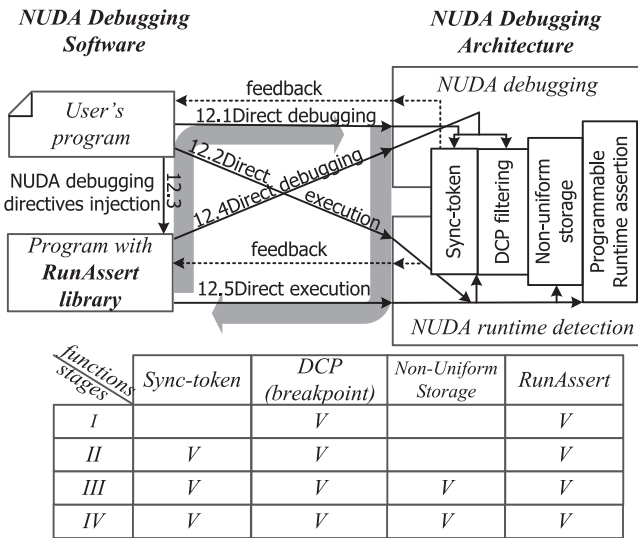 NUDA Debugging
Software
NUDA Debugging
Architecture
feedback
NUDA debugging
User's
program
12.1Direct debugging
12.2Direct
execution
12.3
NUDA debugging
directives injection
12.4Direct debugging
Sync-token
DCP filtering
Non-uniform
storage
Programmable
Runtime assertion
Program with
RunAssert
library
feedback
12.5Direct execution
NUDA runtime detection
functions
stages
Sync-token
DCP
(breakpoint)
Non-Uniform
Storage
RunAssert
I V V
II V V V
III V V V V
IV V V V V